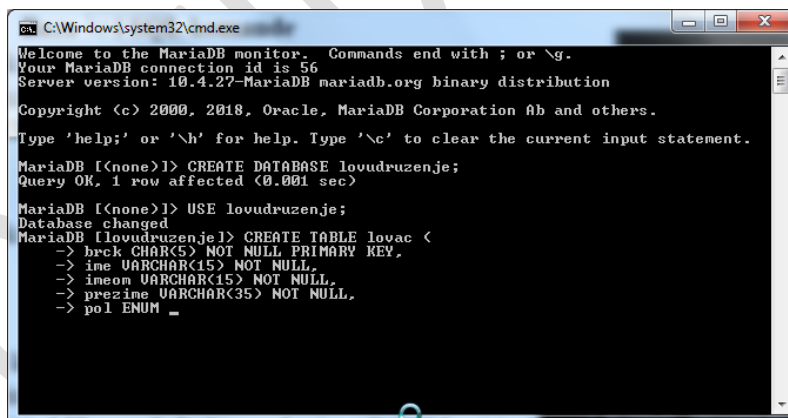 C:\Windows\system32\cmd.exe
Welcome to the MariaDB monitor.  Commands end with ; or \g.
Your MariaDB connection id is 56
Server version: 10.4.27-MariaDB mariadb.org binary distribution
Copyright (c) 2000, 2018, Oracle, MariaDB Corporation Ab and others.
Type 'help;' or '\h' for help. Type '\c' to clear the current input statement.
MariaDB [(none)]> CREATE DATABASE lovudruzenje;
Query OK, 1 row affected (0.001 sec)
MariaDB [(none)]> USE lovudruzenje;
Database changed
MariaDB [lovudruzenje]> CREATE TABLE lovac (
    -> brck CHAR(5) NOT NULL PRIMARY KEY,
    -> ime VARCHAR(15) NOT NULL,
    -> imeom VARCHAR(15) NOT NULL,
    -> prezime VARCHAR(35) NOT NULL,
    -> pol ENUM _